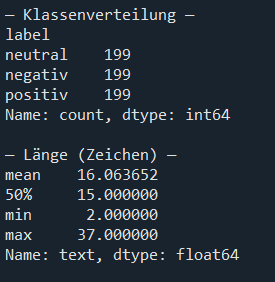 — Klassenverteilung —
label
neutral    199
negativ    199
positiv    199
Name: count, dtype: int64

— Länge (Zeichen) —
mean    16.063652
50%     15.000000
min      2.000000
max     37.000000
Name: text, dtype: float64